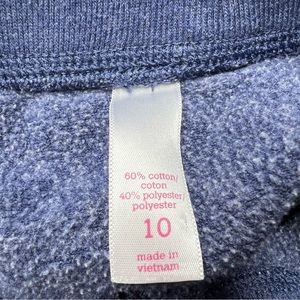 60% cotton/
coton
40% polyester/
polyester
10
made in
vietnam